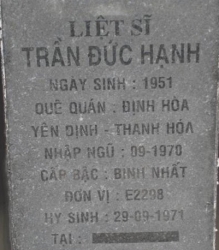 LIỆT SĨ
TRẦN ĐỨC HẠNH
NGÀY SINH : 1951
QUÊ QUÁN : ĐỊNH HÒA
YÊN ĐỊNH - THANH HÓA
NHẬP NGŨ : 09-1970
CẤP BẬC : BINH NHẤT
ĐƠN VỊ : E2298
HY SINH : 29-09-1971
TẠI :